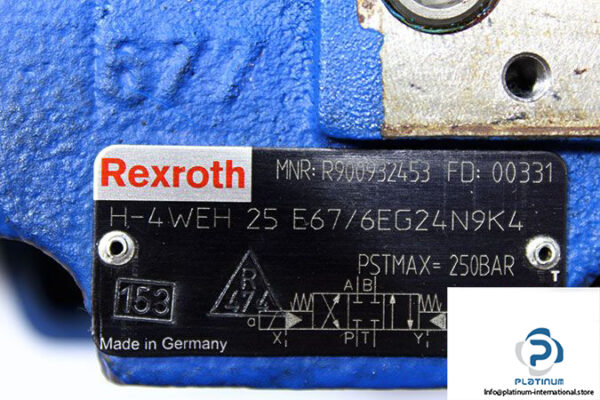 677
Rexroth
MNR: R900932453 FD: 00331
H-4WEH 25 E67/6EG24N9K4
PSTMAX= 250BAR
T
153
R
474
A B
a
X P T Y
Made in Germany
PLATINUM
Info@platinum-international.store